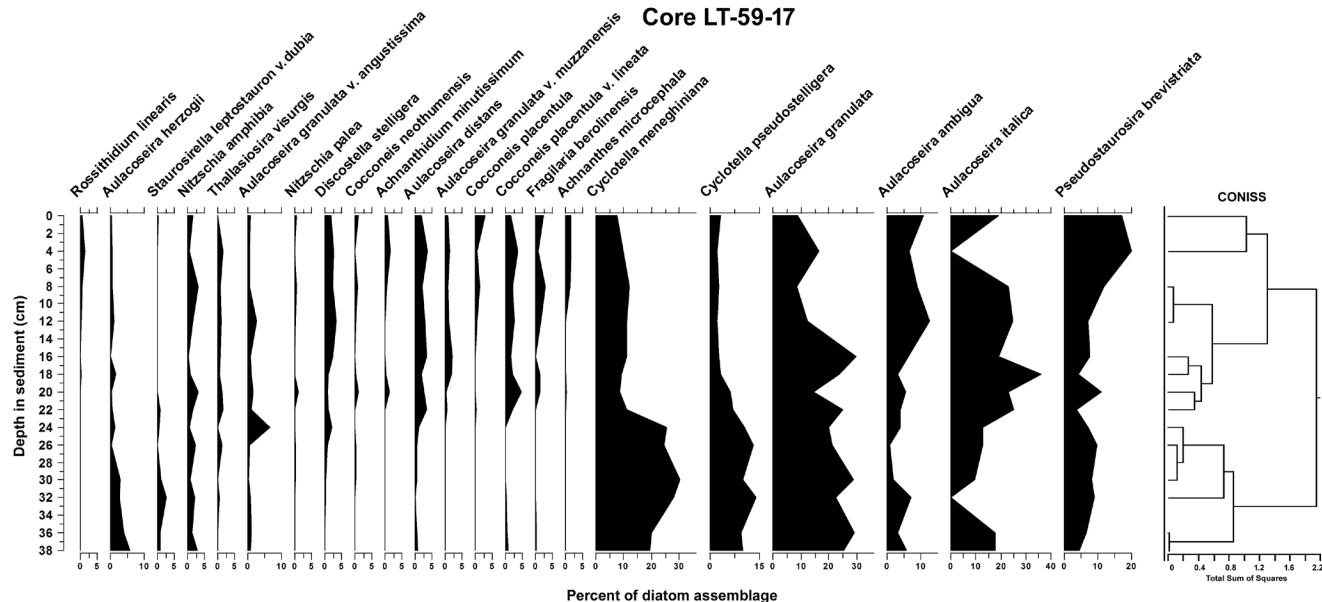 Core LT-59-17
Rossithidium linearis
Aulacoseira herzogii
Staurosirella leptostauron v. dubia
Nitzschia amphibia
Thallasiosira visurgis
Aulacoseira granulata v. angustissima
Nitzschia palea
Discostella stelligera
Cocconeis neothumensis
Achnanthidium minutissimum
Aulacoseira distans
Aulacoseira granulata v. muzzanensis
Cocconeis placentula
Cocconeis placentula v. lineata
Fragilaria berolinensis
Achnanthes microcephala
Cyclotella meneghiniana
Cyclotella pseudostelligera
Aulacoseira granulata
Aulacoseira ambigua
Aulacoseira italica
Pseudostaurosira brevistriata
CONISS
Depth in sediment (cm)
0
2
4
6
8
10
12
14
16
18
20
22
24
26
28
30
32
34
36
38
0 5 0 10 0 5 0 5 0 5 0 10 0 5 0 5 0 5 0 5 0 5 0 5 0 5 0 5 0 5 0 5 0 10 20 30 0 15 0 10 20 30 0 10 0 10 20 30 40 0 10 20
0 0.4 0.8 1.2 1.6 2.2
Total Sum of Squares
Percent of diatom assemblage